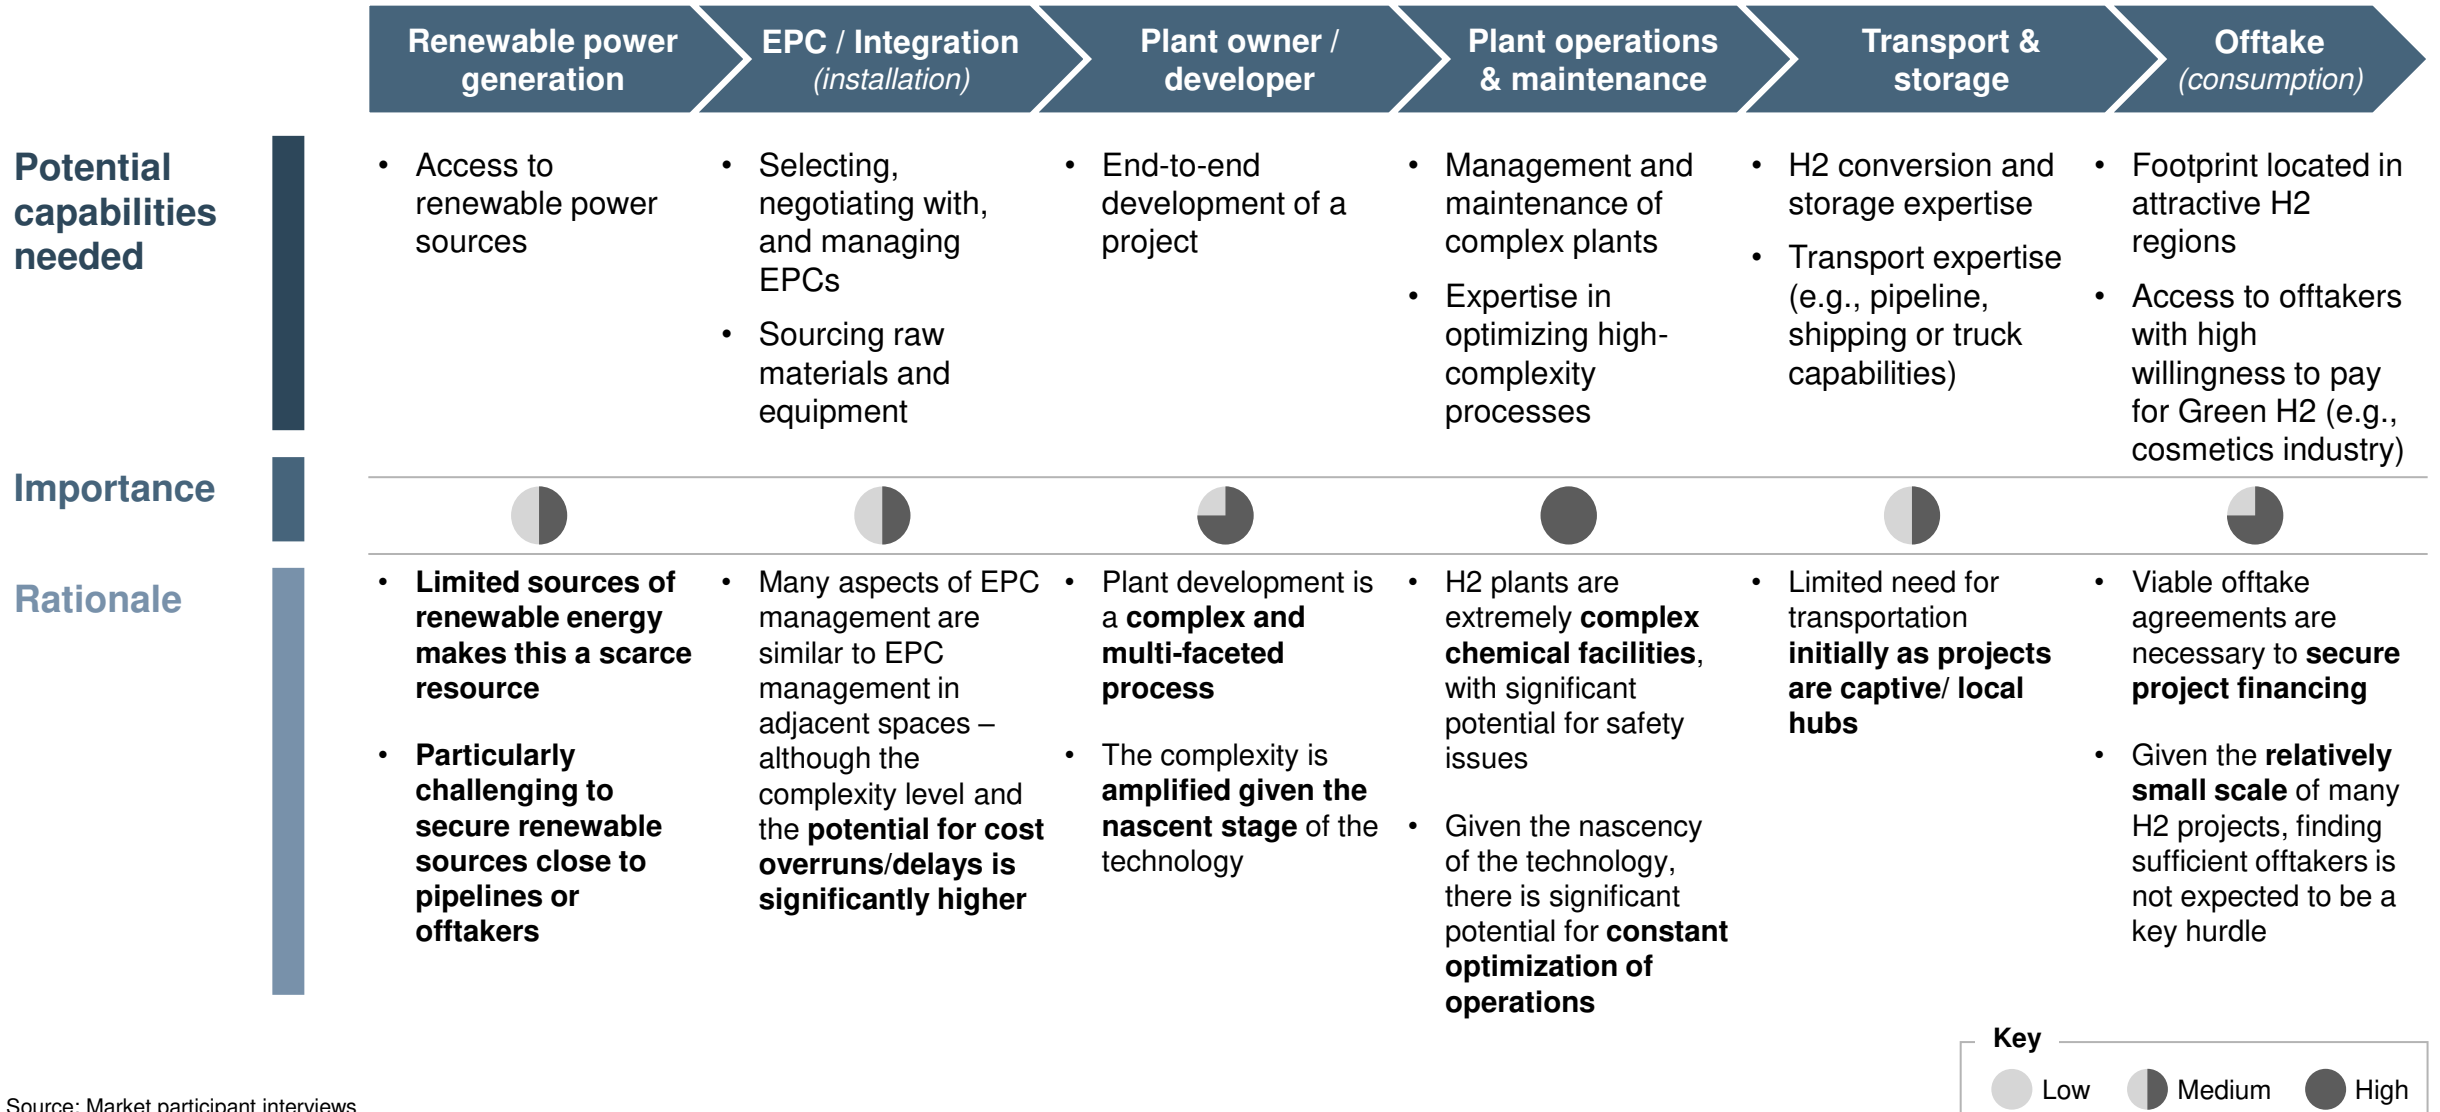 Renewable power
generation
EPC / Integration
(installation)
Plant owner /
developer
Plant operations
& maintenance
Transport &
storage
Offtake
(consumption)
Potential
capabilities
needed
• Access to
renewable power
sources
• Selecting,
negotiating with,
and managing
EPCs
• Sourcing raw
materials and
equipment
• End-to-end
development of a
project
• Management and
maintenance of
complex plants
• Expertise in
optimizing high-
complexity
processes
• H2 conversion and
storage expertise
• Transport expertise
(e.g., pipeline,
shipping or truck
capabilities)
• Footprint located in
attractive H2
regions
• Access to offtakers
with high
willingness to pay
for Green H2 (e.g.,
cosmetics industry)
Importance
Rationale
• Limited sources of
renewable energy
makes this a scarce
resource
• Particularly
challenging to
secure renewable
sources close to
pipelines or
offtakers
• Many aspects of EPC
management are
similar to EPC
management in
adjacent spaces –
although the
complexity level and
the potential for cost
overruns/delays is
significantly higher
• Plant development is
a complex and
multi-faceted
process
• The complexity is
amplified given the
nascent stage of the
technology
• H2 plants are
extremely complex
chemical facilities,
with significant
potential for safety
issues
• Given the nascency
of the technology,
there is significant
potential for constant
optimization of
operations
• Limited need for
transportation
initially as projects
are captive/ local
hubs
• Viable offtake
agreements are
necessary to secure
project financing
• Given the relatively
small scale of many
H2 projects, finding
sufficient offtakers is
not expected to be a
key hurdle
Key
Low Medium High
Source: Market participant interviews